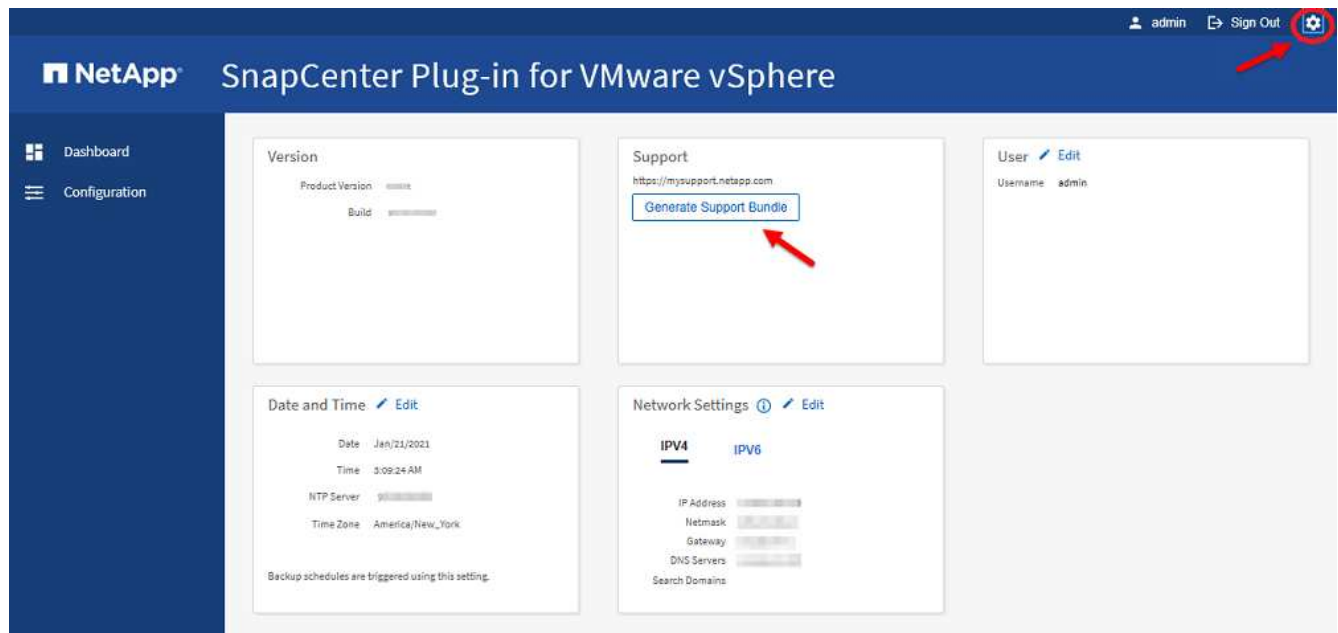 admin Sign Out
NetApp SnapCenter Plug-in for VMware vSphere
Dashboard
Configuration
Version
Product Version
Build
Support
https://mysupport.netapp.com
Generate Support Bundle
User Edit
Username admin
Date and Time Edit
Date Jan/21/2021
Time 3:09:24 AM
NTP Server
Time Zone America/New_York
Backup schedules are triggered using this setting.
Network Settings Edit
IPV4 IPV6
IP Address
Netmask
Gateway
DNS Servers
Search Domains